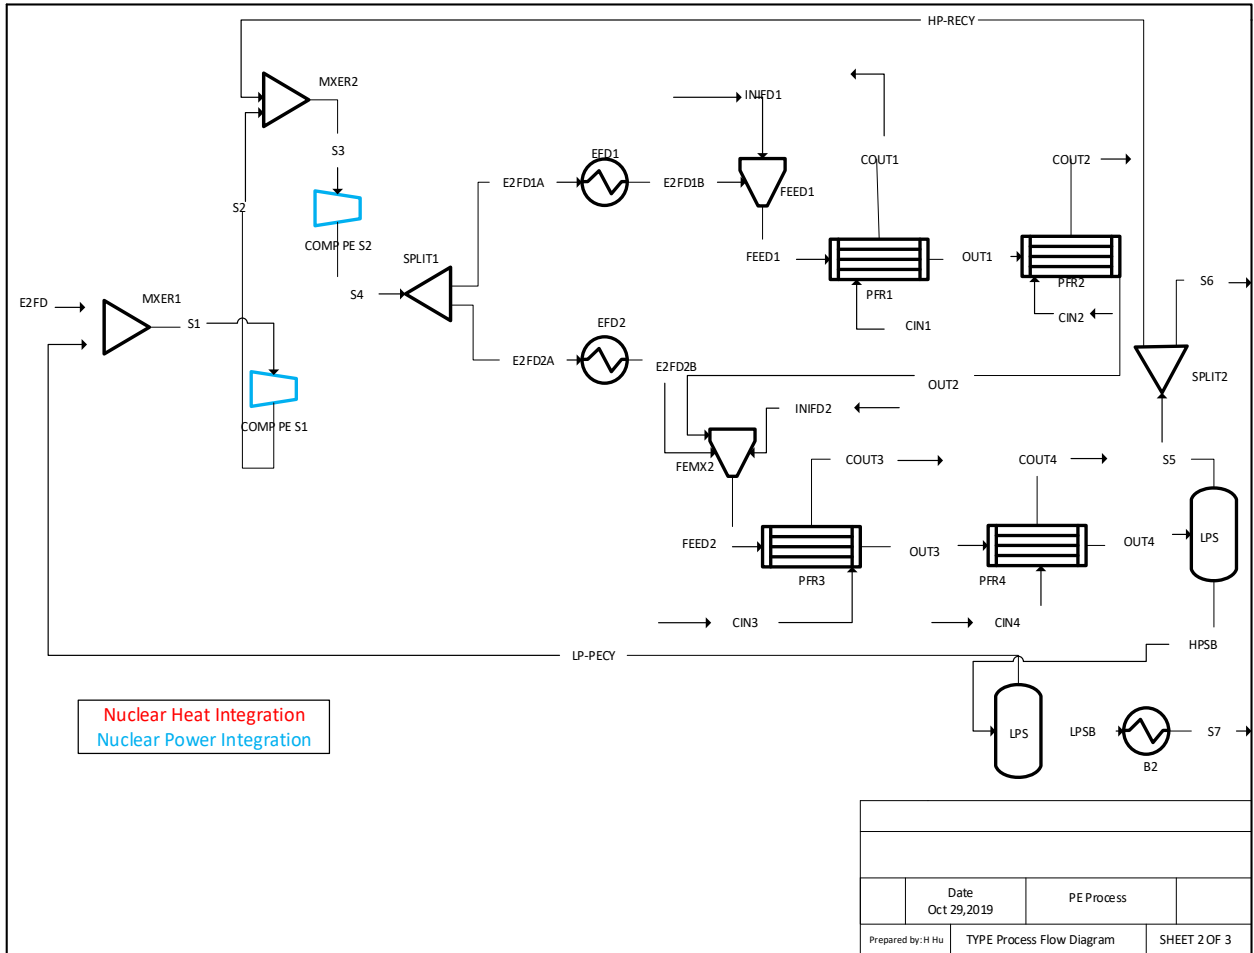 HP-RECY
MXER2
INIFD1
S3
EFD1
COUT1
COUT2
E2FD1A
E2FD1B
FEED1
S2
COMP PE S2
SPLIT1
FEED1
OUT1
PFR1
PFR2
S6
S4
E2FD
MXER1
S1
EFD2
CIN1
CIN2
E2FD2A
E2FD2B
OUT2
SPLIT2
INIFD2
COMP PE S1
FEMX2
COUT3
COUT4
S5
FEED2
OUT3
OUT4
LPS
PFR3
PFR4
CIN3
CIN4
HPSB
LP-PECY
Nuclear Heat Integration
Nuclear Power Integration
LPS
LPSB
S7
B2
Date
Oct 29,2019
PE Process
Prepared by: H Hu
TYPE Process Flow Diagram
SHEET 2 OF 3